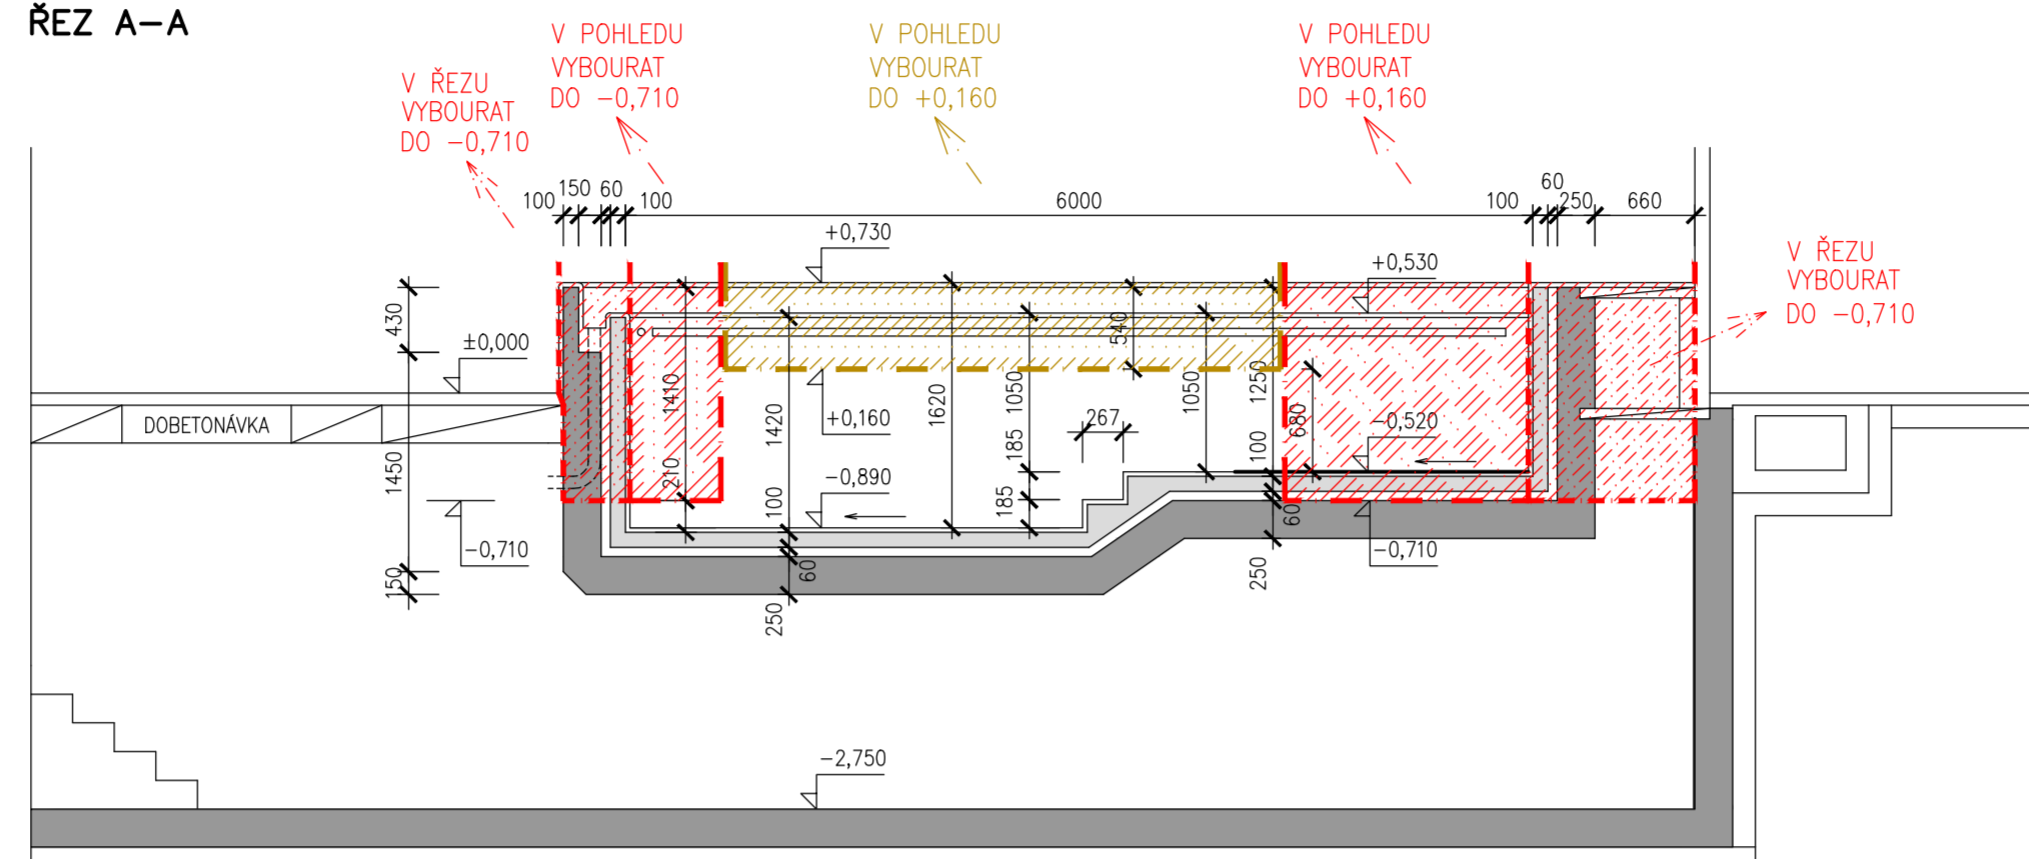 ŘEZ A–A
V POHLEDU
VYBOURAT
DO –0,710
V POHLEDU
VYBOURAT
DO +0,160
V POHLEDU
VYBOURAT
DO +0,160
V ŘEZU
VYBOURAT
DO –0,710
100
150
60
100
6000
100
60
250
660
V ŘEZU
VYBOURAT
DO –0,710
+0,730
+0,530
430
±0,000
540
1410
1420
1620
1050
1050
1250
680
+0,160
267
–0,520
DOBETONÁVKA
1450
210
–0,890
100
185
185
100
60
–0,710
–0,710
150
60
250
250
–2,750